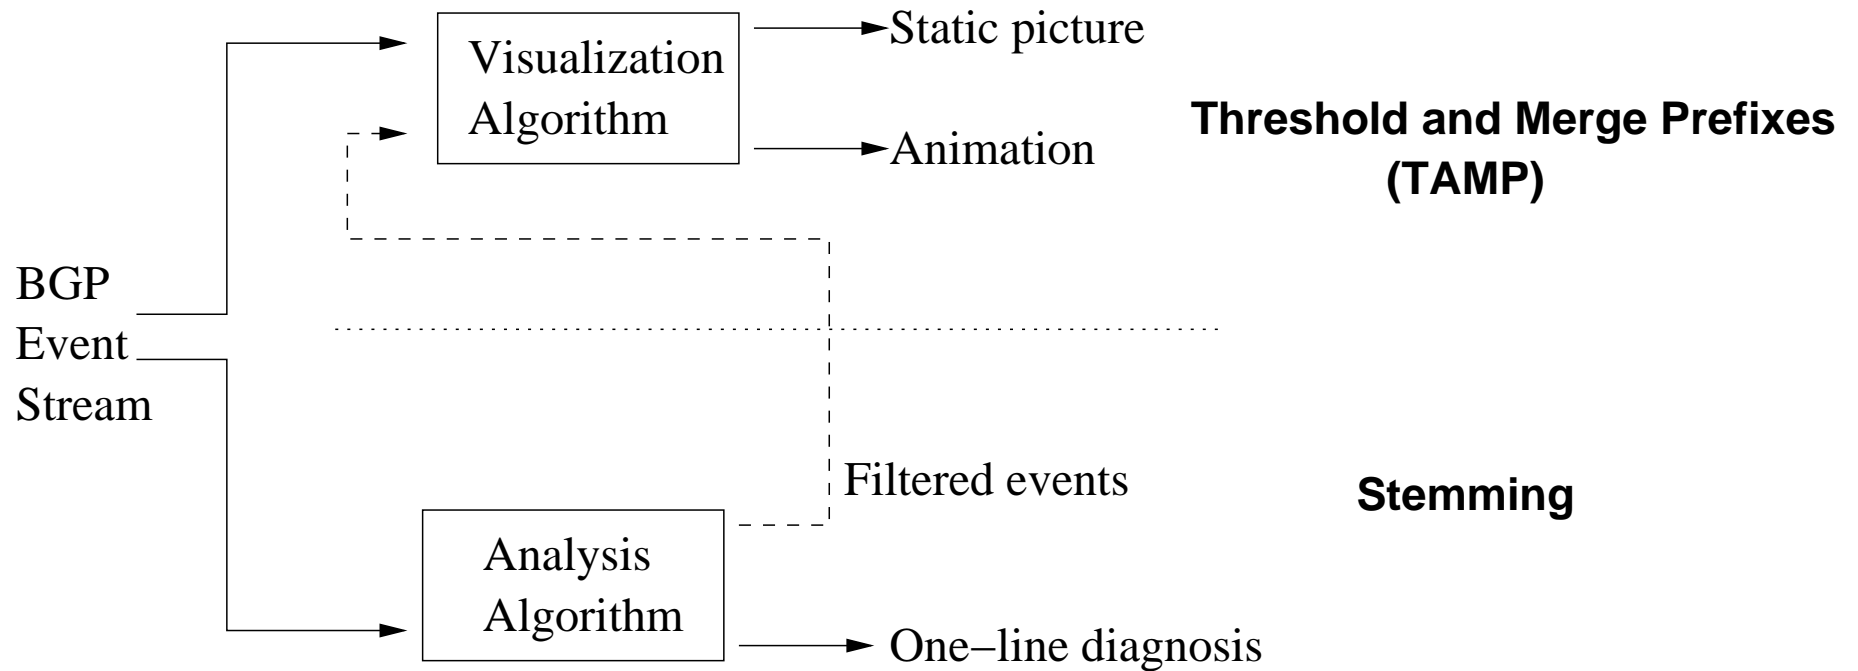 Visualization
Algorithm
Static picture
Animation
Threshold and Merge Prefixes
(TAMP)
BGP
Event
Stream
Filtered events
Stemming
Analysis
Algorithm
One−line diagnosis